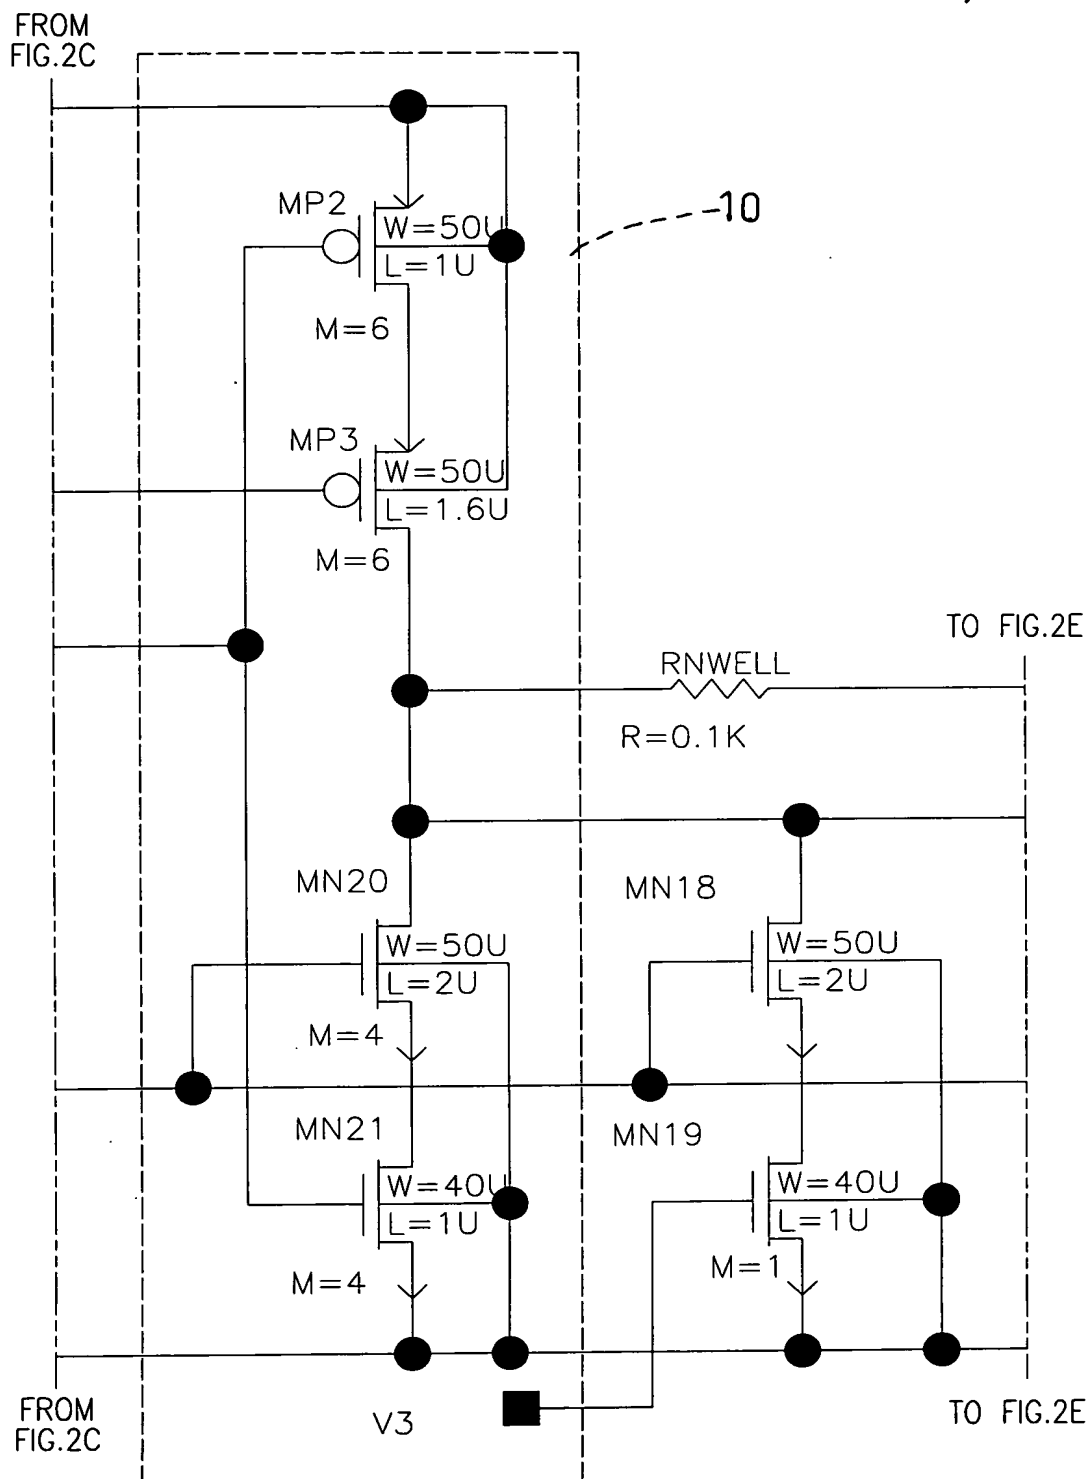 FROM
FIG.2C
MP2
W=50U
10
L=1U
M=6
MP3
W=50U
L=1.6U
M=6
TO FIG.2E
RNWELL
R=0.1K
MN20
MN18
W=50U
W=50U
L=2U
L=2U
M=4
MN21
MN19
W=40U
W=40U
L=1U
L=1U
M=4
M=1
FROM
FIG.2C
V3
TO FIG.2E